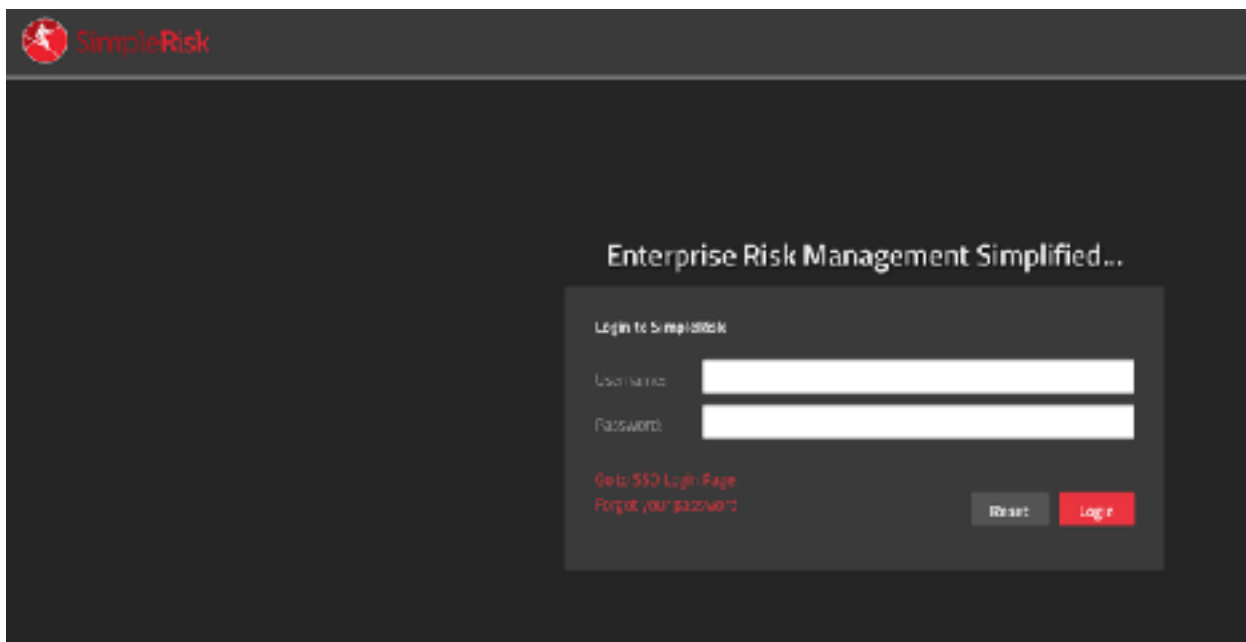 SimpleRisk
Enterprise Risk Management Simplified...
Login to SimpleRisk
Username:
Password:
Go to SSO Login Page
Forgot your password
Reset
Login